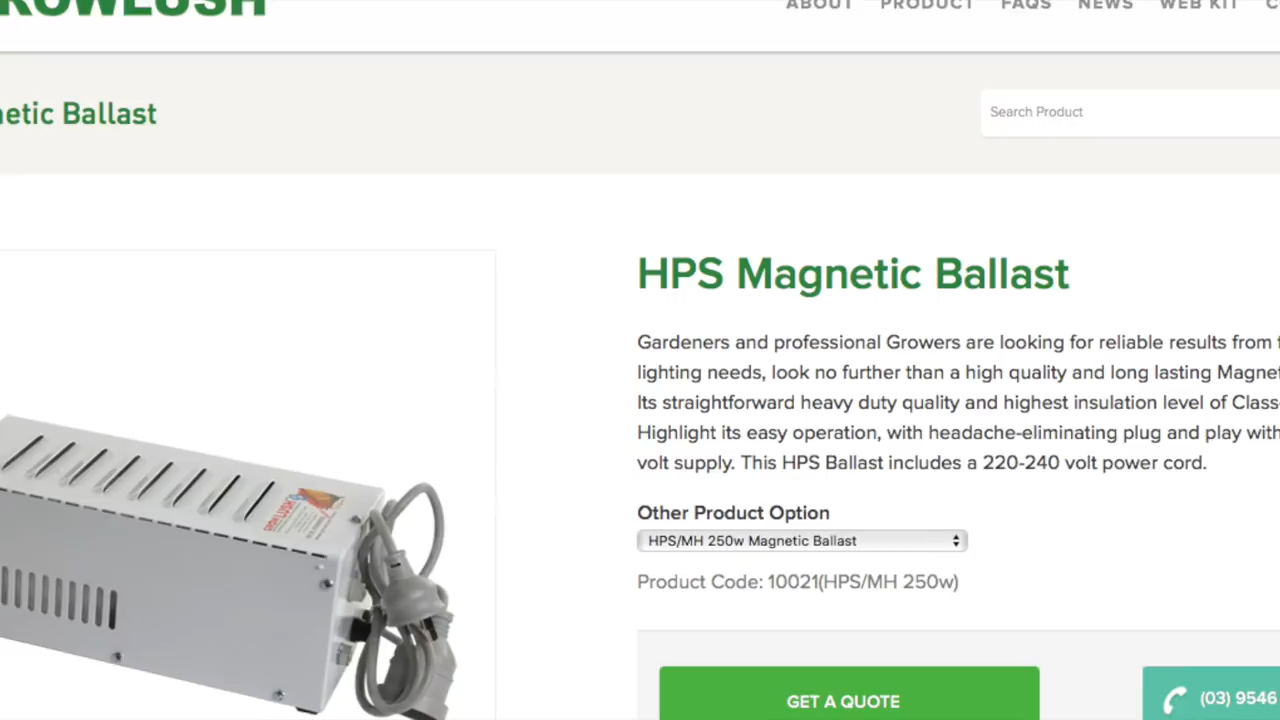 ROWLUSH
ABOUT PRODUCT FAQS NEWS WEB KIT
netic Ballast
Search Product
HPS Magnetic Ballast
Gardeners and professional Growers are looking for reliable results from
lighting needs, look no further than a high quality and long lasting Magnet
Its straightforward heavy duty quality and highest insulation level of Class
Highlight its easy operation, with headache-eliminating plug and play with
volt supply. This HPS Ballast includes a 220-240 volt power cord.
Other Product Option
HPS/MH 250w Magnetic Ballast
Product Code: 10021(HPS/MH 250w)
GET A QUOTE
(03) 9546